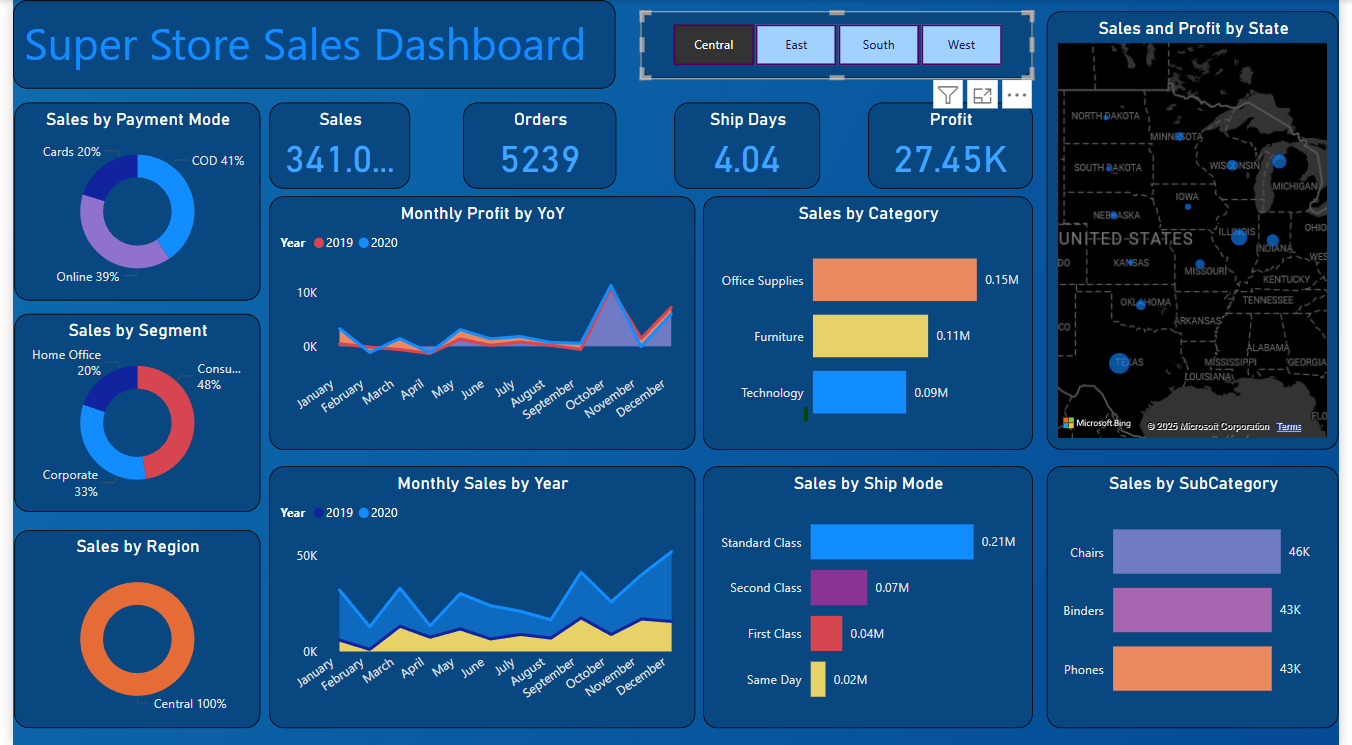 Super Store Sales Dashboard
Central
East
South
West
Sales by Payment Mode
Cards 20%
COD 41%
Online 39%
Sales
341.0...
Orders
5239
Ship Days
4.04
Profit
27.45K
Sales and Profit by State
NORTH DAKOTA
MINNESOTA
SOUTH DAKOTA
WISCONSIN
MICHIGAN
IOWA
NEBRASKA
ILLINOIS
OHIO
UNITED STATES
INDIANA
DO
KANSAS
MISSOURI
WES
KENTUCKY
TENNESSEE
OKLAHOMA
CO
ARKANSAS
ALABAMA
MISSISSIPPI
GEORGIA
TEXAS
LOUISIANA
FLO
Microsoft Bing
© 2025 Microsoft Corporation Terms
Sales by Segment
Home Office
20%
Consu...
48%
Corporate
33%
Monthly Profit by YoY
Year 2019 2020
10K
0K
January
February
March
April
May
June
July
August
September
October
November
December
Sales by Category
Office Supplies 0.15M
Furniture 0.11M
Technology 0.09M
Sales by Region
Central 100%
Monthly Sales by Year
Year 2019 2020
50K
0K
January
February
March
April
May
June
July
August
September
October
November
December
Sales by Ship Mode
Standard Class 0.21M
Second Class 0.07M
First Class 0.04M
Same Day 0.02M
Sales by SubCategory
Chairs 46K
Binders 43K
Phones 43K